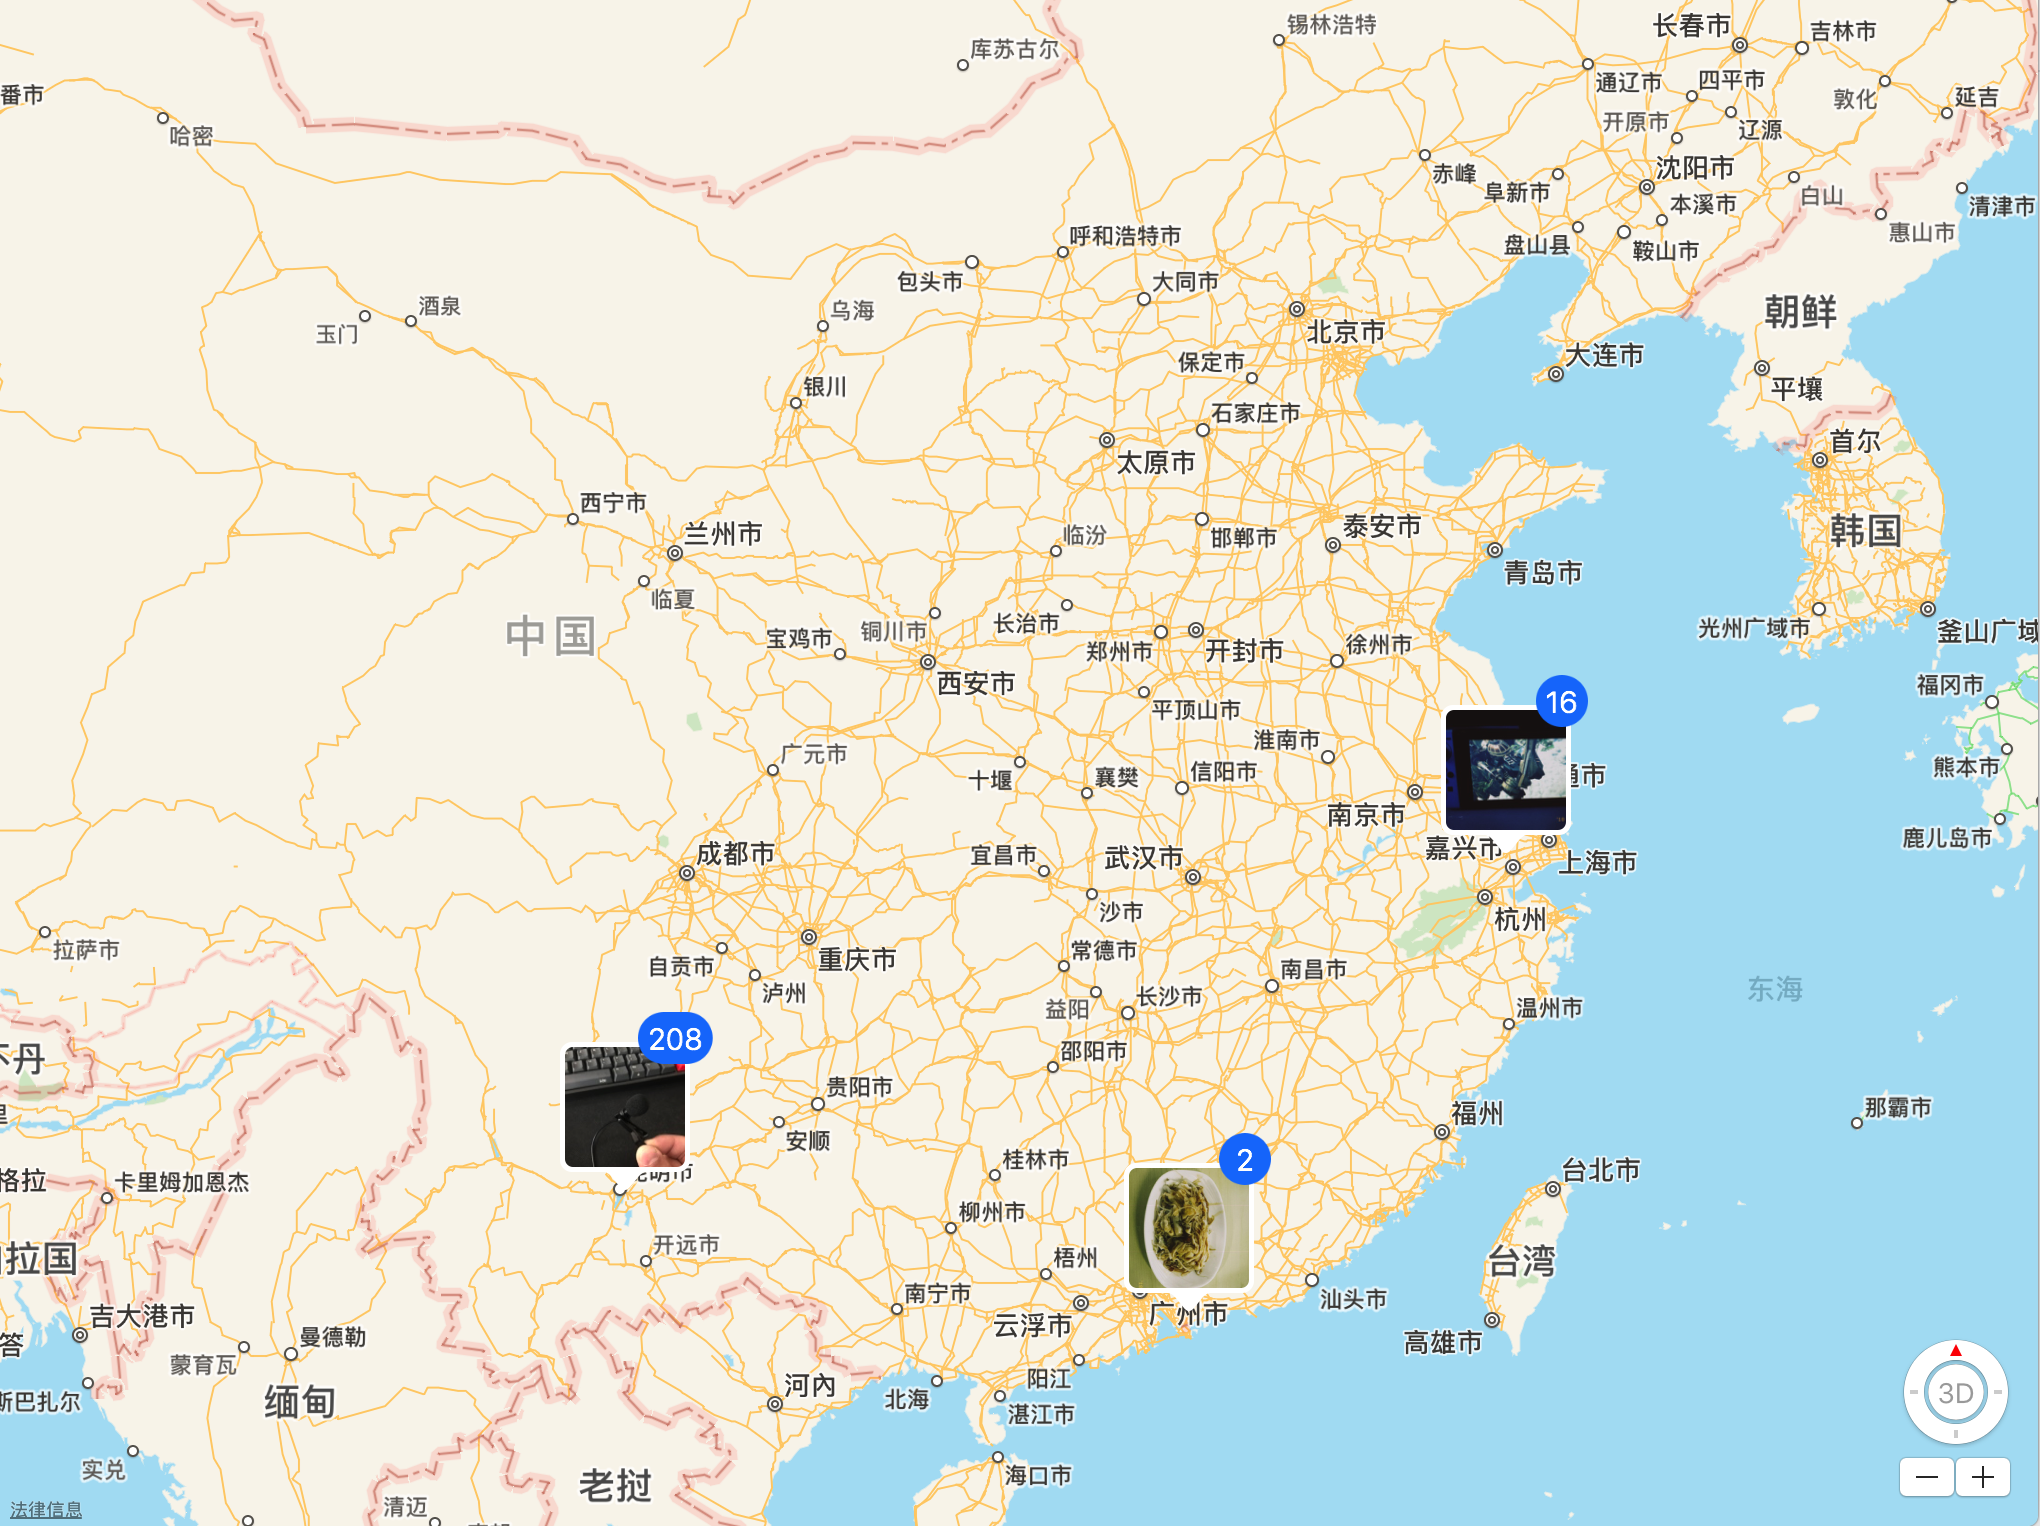 锡林浩特
长春市
吉林市
库苏古尔
通辽市
四平市
番市
敦化
延吉
哈密
开原市
辽源
赤峰
阜新市
沈阳市
白山
本溪市
清津市
呼和浩特市
盘山县
鞍山市
惠山市
包头市
大同市
酒泉
乌海
朝鲜
玉门
北京市
大连市
保定市
银川
平壤
石家庄市
太原市
首尔
西宁市
兰州市
临汾
邯郸市
泰安市
韩国
青岛市
临夏
中国
宝鸡市
铜川市
长治市
郑州市
开封市
徐州市
光州广域市
釜山广域
西安市
平顶山市
福冈市
16
广元市
十堰
襄樊
信阳市
淮南市
通市
熊本市
南京市
成都市
宜昌市
武汉市
嘉兴市
上海市
鹿儿岛市
沙市
杭州
拉萨市
自贡市
重庆市
常德市
南昌市
东海
泸州
益阳
长沙市
温州市
208
不丹
邵阳市
贵阳市
那霸市
福州
安顺
2
格拉
卡里姆加恩杰
昆明市
桂林市
台北市
柳州市
拉国
开远市
梧州
台湾
吉大港市
南宁市
云浮市
广州市
汕头市
答
曼德勒
蒙育瓦
高雄市
3D
斯巴扎尔
缅甸
河内
北海
阳江
湛江市
实兑
老挝
海口市
清迈
法律信息